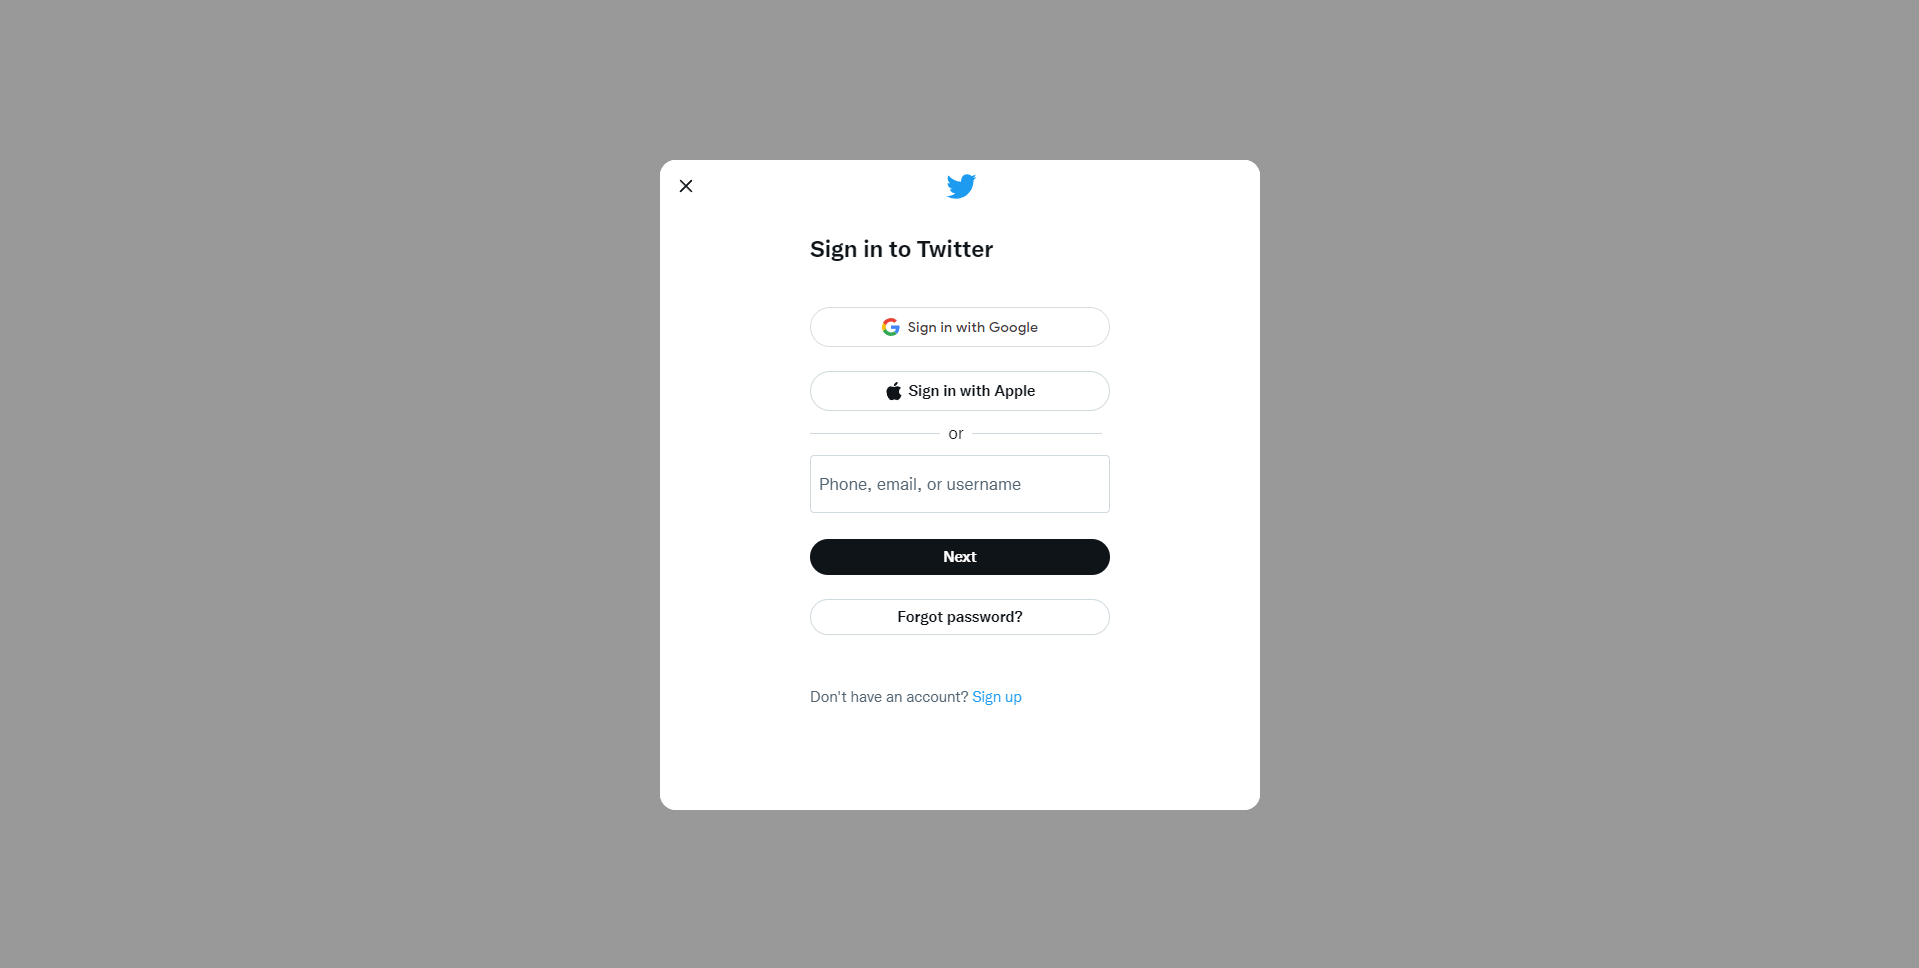 Sign in to Twitter
Sign in with Google
Sign in with Apple
or
Phone, email, or username
Next
Forgot password?
Don't have an account? Sign up